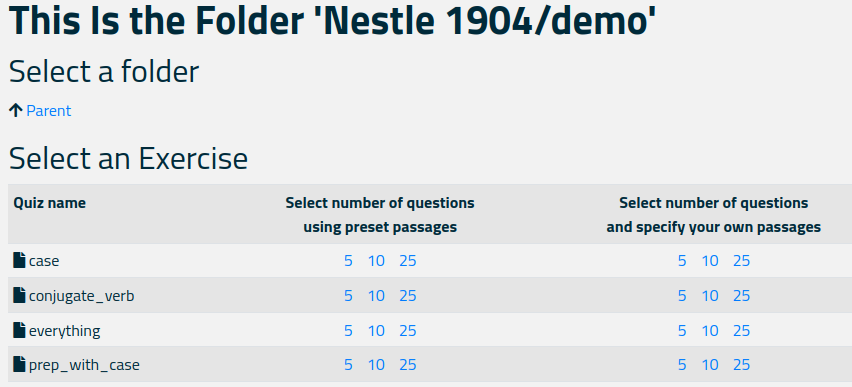 This Is the Folder 'Nestle 1904/demo'
Select a folder
Parent
Select an Exercise
Quiz name Select number of questions using preset passages Select number of questions and specify your own passages
case 5 10 25 5 10 25
conjugate_verb 5 10 25 5 10 25
everything 5 10 25 5 10 25
prep_with_case 5 10 25 5 10 25